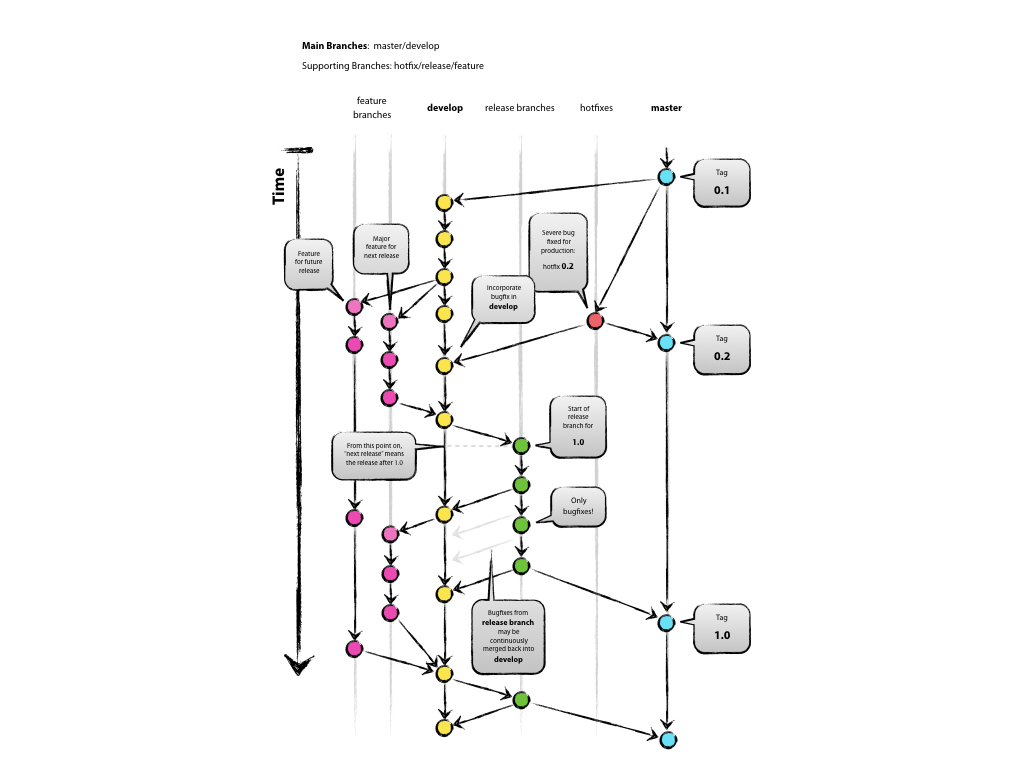 Main Branches: master/develop
Supporting Branches: hotfix/release/feature
feature
branches
develop
release branches
hotfixes
master
Time
Tag
0.1
Severe bug
fixed for
production:
hotfix 0.2
Major
feature for
next release
Feature
for future
release
Incorporate
bugfix in
develop
Tag
0.2
Start of
release
branch for
1.0
From this point on,
"next release" means
the release after 1.0
Only
bugfixes!
Bugfixes from
release branch
may be
continuously
merged back into
develop
Tag
1.0